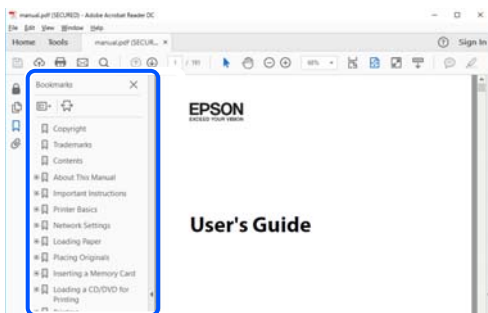 manual.pdf (SECURED) - Adobe Acrobat Reader DC
File Edit View Window Help
Home Tools manual.pdf (SECUR... × Sign In
1 / 191
Bookmarks
Copyright
Trademarks
Contents
About This Manual
Important Instructions
Printer Basics
Network Settings
Loading Paper
Placing Originals
Inserting a Memory Card
Loading a CD/DVD for
Printing
EPSON
EXCEED YOUR VISION
User's Guide